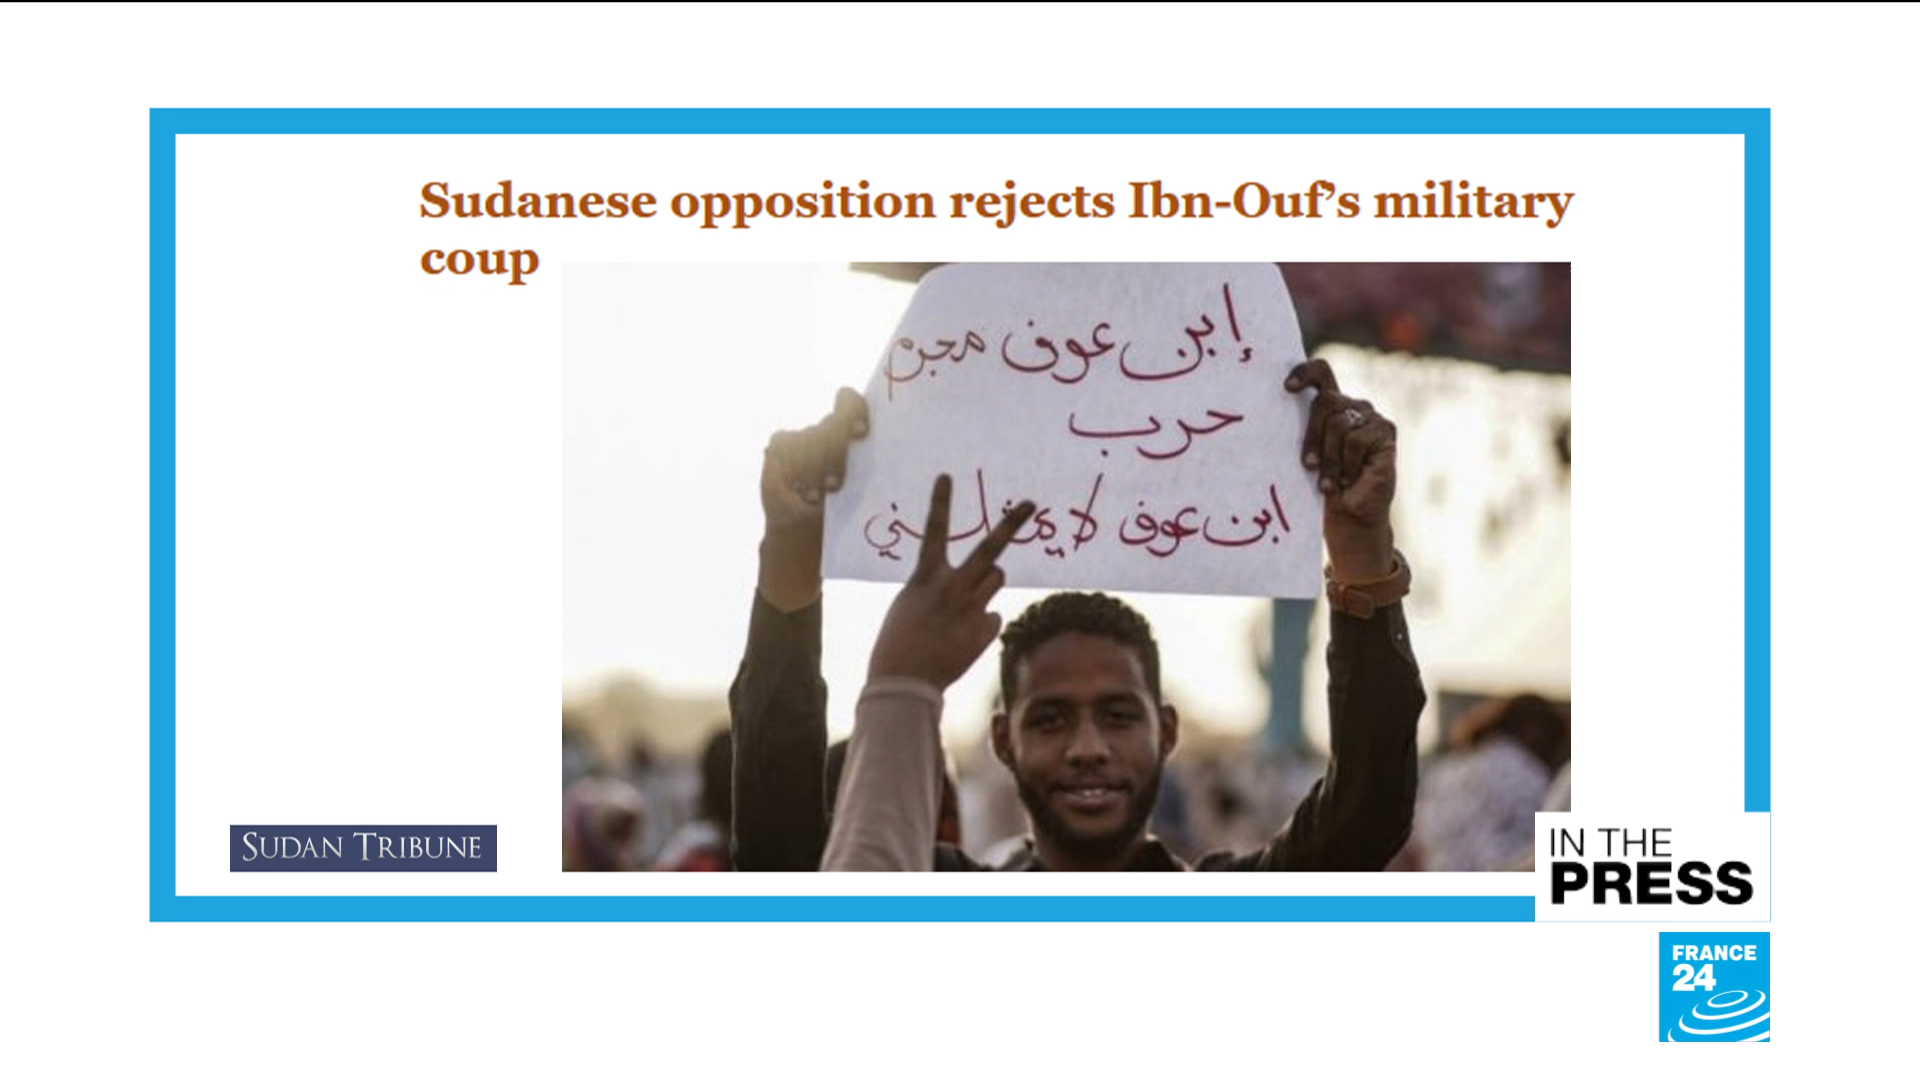 Sudanese opposition rejects Ibn-Ouf’s military
coup
إبن عوف مجرم
حرب
ابن عوف لا يمثلني
SUDAN TRIBUNE
IN THE
PRESS
FRANCE
24